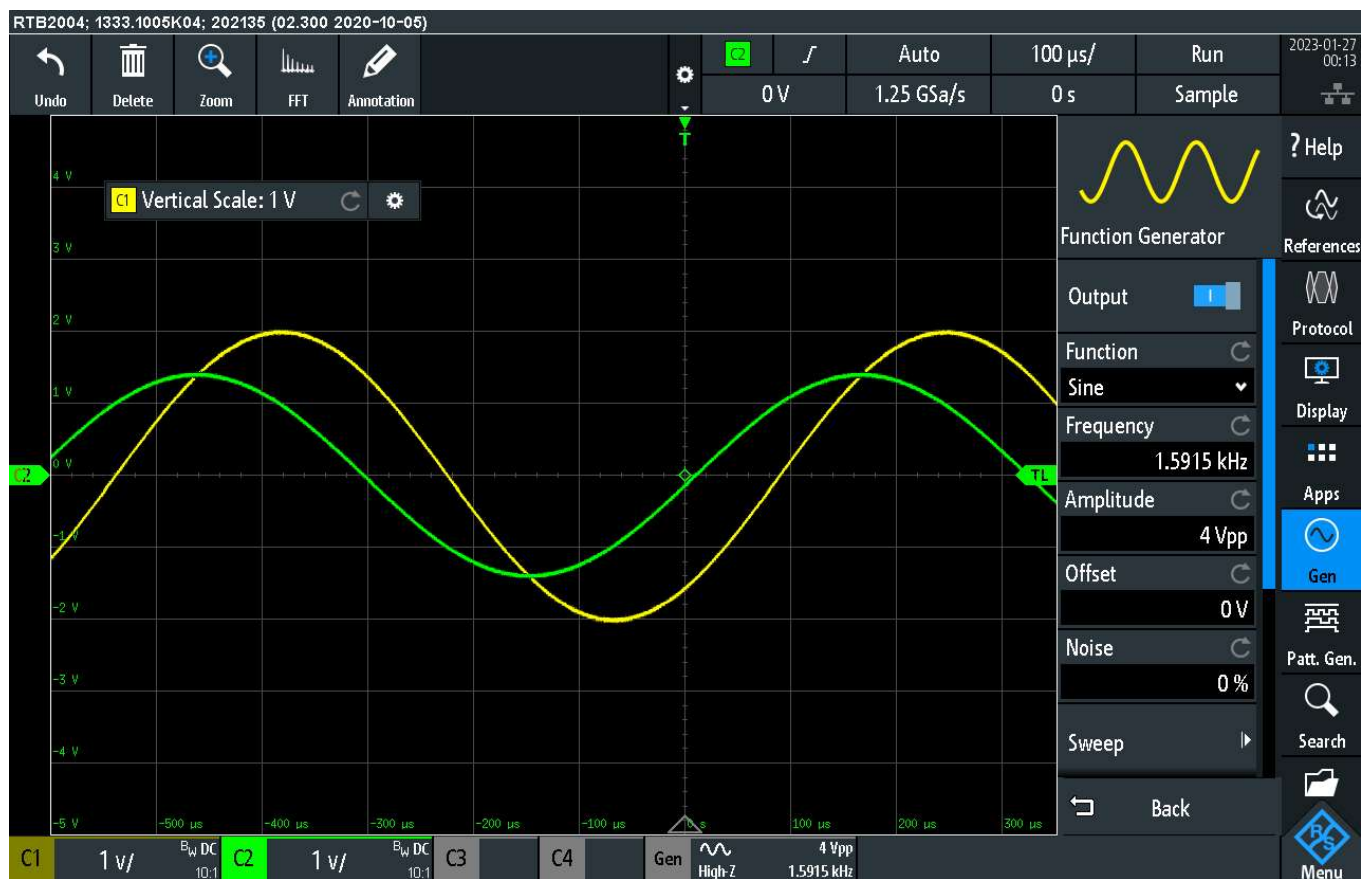 RTB2004; 1333.1005K04; 202135 (02.300 2020-10-05)
Undo Delete Zoom FFT Annotation
C2 Auto 100 µs/ Run
0 V 1.25 GSa/s 0 s Sample
2023-01-27
00:13
T
4 V
C1 Vertical Scale: 1 V
3 V
2 V
1 V
0 V
C2
TL
-1 V
-2 V
-3 V
-4 V
-5 V
-500 µs -400 µs -300 µs -200 µs -100 µs 0 s 100 µs 200 µs 300 µs
Function Generator
Output
I
Function
Sine
Frequency
1.5915 kHz
Amplitude
4 Vpp
Offset
0 V
Noise
0 %
Sweep
Back
? Help
References
Protocol
Display
Apps
Gen
Patt. Gen.
Search
R&S
Menu
C1 1 V/ BW DC 10:1
C2 1 V/ BW DC 10:1
C3
C4
Gen High-Z 4 Vpp 1.5915 kHz